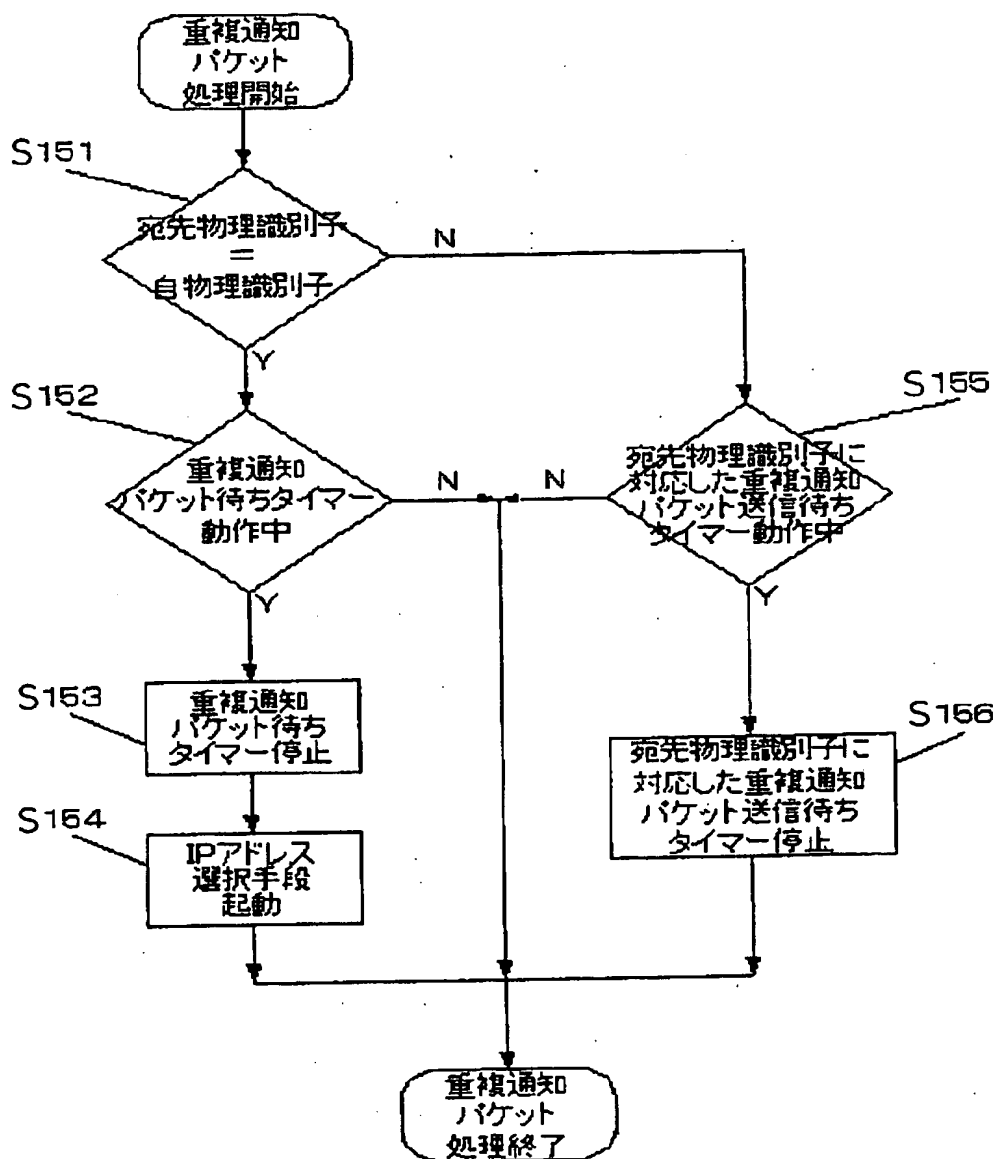 重複通知
パケット
処理開始
S151
宛先物理識別子
＝
自物理識別子
N
Y
S152
重複通知
パケット待ちタイマー
動作中
N
Y
S155
宛先物理識別子に
対応した重複通知
パケット送信待ち
タイマー動作中
N
Y
S153
重複通知
パケット待ち
タイマー停止
S154
IPアドレス
選択手段
起動
S156
宛先物理識別子に
対応した重複通知
パケット送信待ち
タイマー停止
重複通知
パケット
処理終了